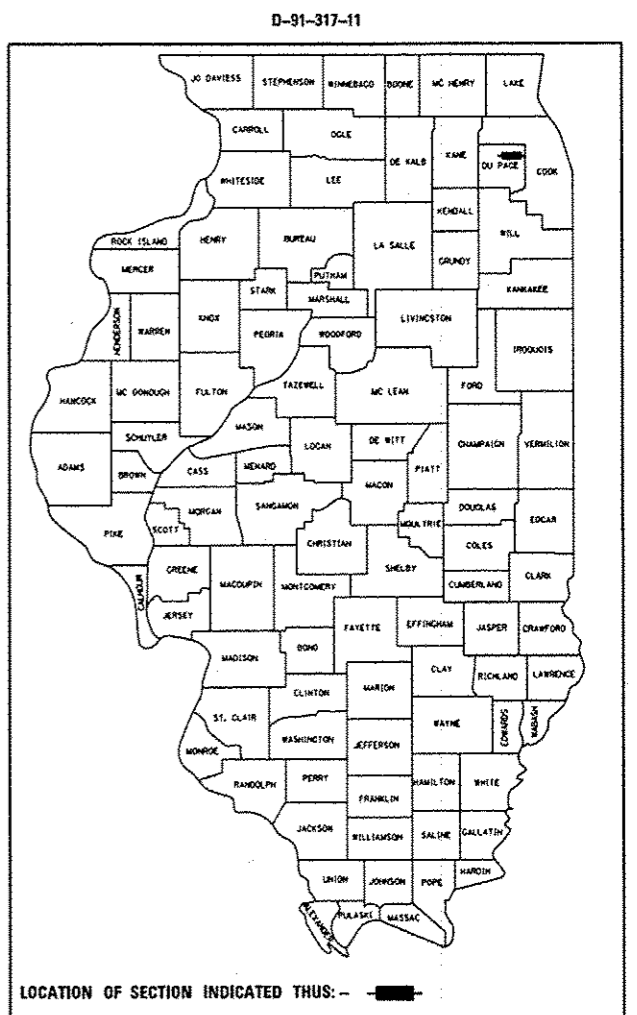 D-91-317-11
JO DAVIESS
STEPHENSON
WINNEBAGO
BOONE
MC HENRY
LAKE
CARROLL
OGLE
DE KALB
KANE
DU PAGE
COOK
WHITESIDE
LEE
KENDALL
WILL
ROCK ISLAND
HENRY
BUREAU
LA SALLE
GRUNDY
MERCER
PUTNAM
KANKAKEE
STARK
MARSHALL
LIVINGSTON
HENDERSON
WARREN
KNOX
PEORIA
WOODFORD
IROQUOIS
HANCOCK
MC DONOUGH
FULTON
TAZEWELL
MC LEAN
FORD
MASON
SCHUYLER
LOGAN
DE WITT
CHAMPAIGN
VERMILION
ADAMS
BROWN
CASS
MENARD
PIATT
MACON
MORGAN
SANGAMON
DOUGLAS
EDGAR
PIKE
SCOTT
MOULTRIE
CHRISTIAN
COLES
GREENE
SHELBY
CALHOUN
MACOUPIN
MONTGOMERY
CUMBERLAND
CLARK
JERSEY
FAYETTE
EFFINGHAM
JASPER
CRAWFORD
BOND
MADISON
CLAY
RICHLAND
LAWRENCE
CLINTON
MARION
ST. CLAIR
WAYNE
EDWARDS
WABASH
WASHINGTON
JEFFERSON
MONROE
RANDOLPH
PERRY
HAMILTON
WHITE
FRANKLIN
JACKSON
WILLIAMSON
SALINE
GALLATIN
UNION
JOHNSON
POPE
HARDIN
ALEXANDER
PULASKI
MASSAC
LOCATION OF SECTION INDICATED THUS: -